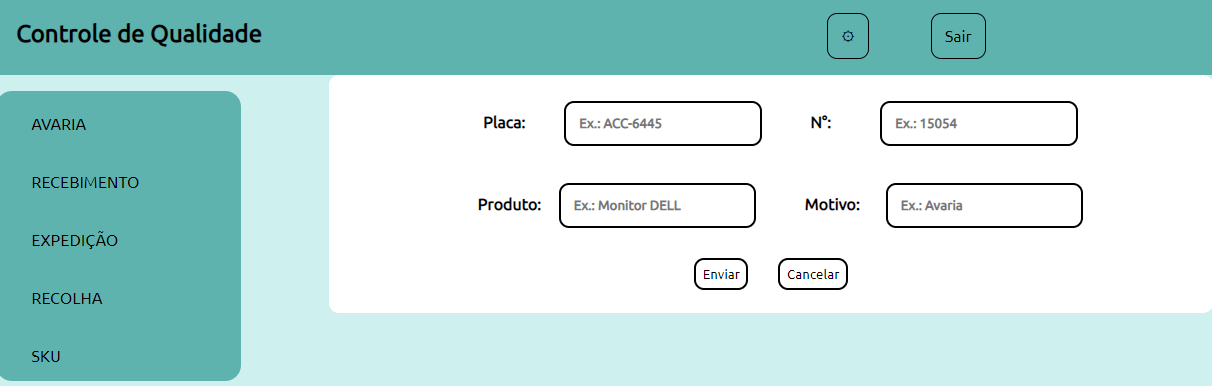 Controle de Qualidade
Sair
AVARIA
RECEBIMENTO
EXPEDIÇÃO
RECOLHA
SKU
Placa: Ex.: ACC-6445 N°: Ex.: 15054
Produto: Ex.: Monitor DELL Motivo: Ex.: Avaria
Enviar Cancelar